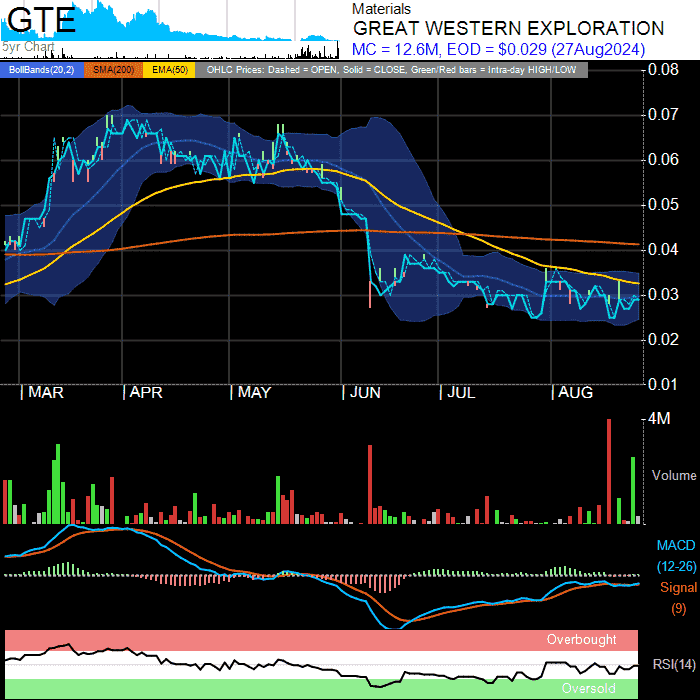 GTE
5yr Chart
Materials
GREAT WESTERN EXPLORATION
MC = 12.6M, EOD = $0.029 (27Aug2024)
BollBands(20,2) SMA(200) EMA(50) OHLC Prices: Dashed = OPEN, Solid = CLOSE, Green/Red bars = Intra-day HIGH/LOW
0.08
0.07
0.06
0.05
0.04
0.03
0.02
0.01
MAR APR MAY JUN JUL AUG
4M
Volume
MACD
(12-26)
Signal
(9)
Overbought
RSI(14)
Oversold